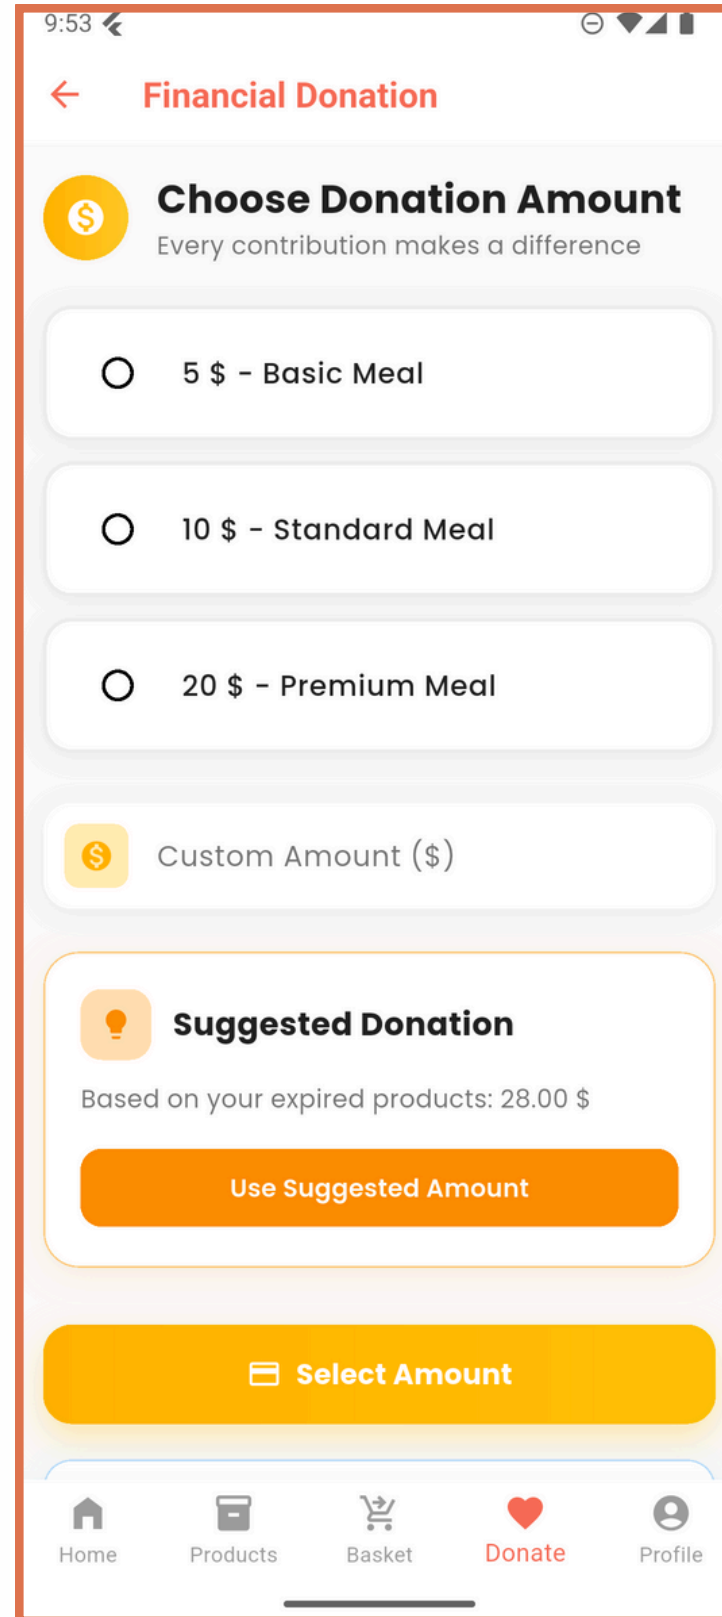 9:53
Financial Donation
Choose Donation Amount
Every contribution makes a difference
5 $ - Basic Meal
10 $ - Standard Meal
20 $ - Premium Meal
Custom Amount ($)
Suggested Donation
Based on your expired products: 28.00 $
Use Suggested Amount
Select Amount
Home Products Basket Donate Profile